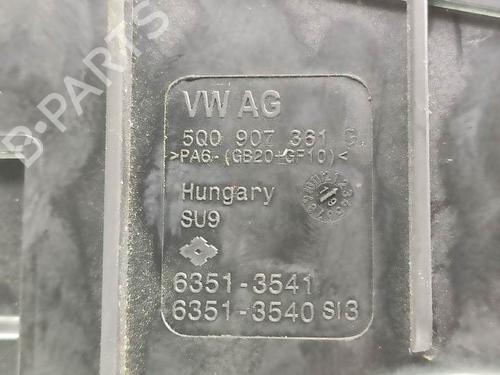 B-PARTS
VW AG
5Q0 907 361 C
>PA6-(GB20+GF10)<
Hungary
SU9
6351-3541
6351-3540 SI3